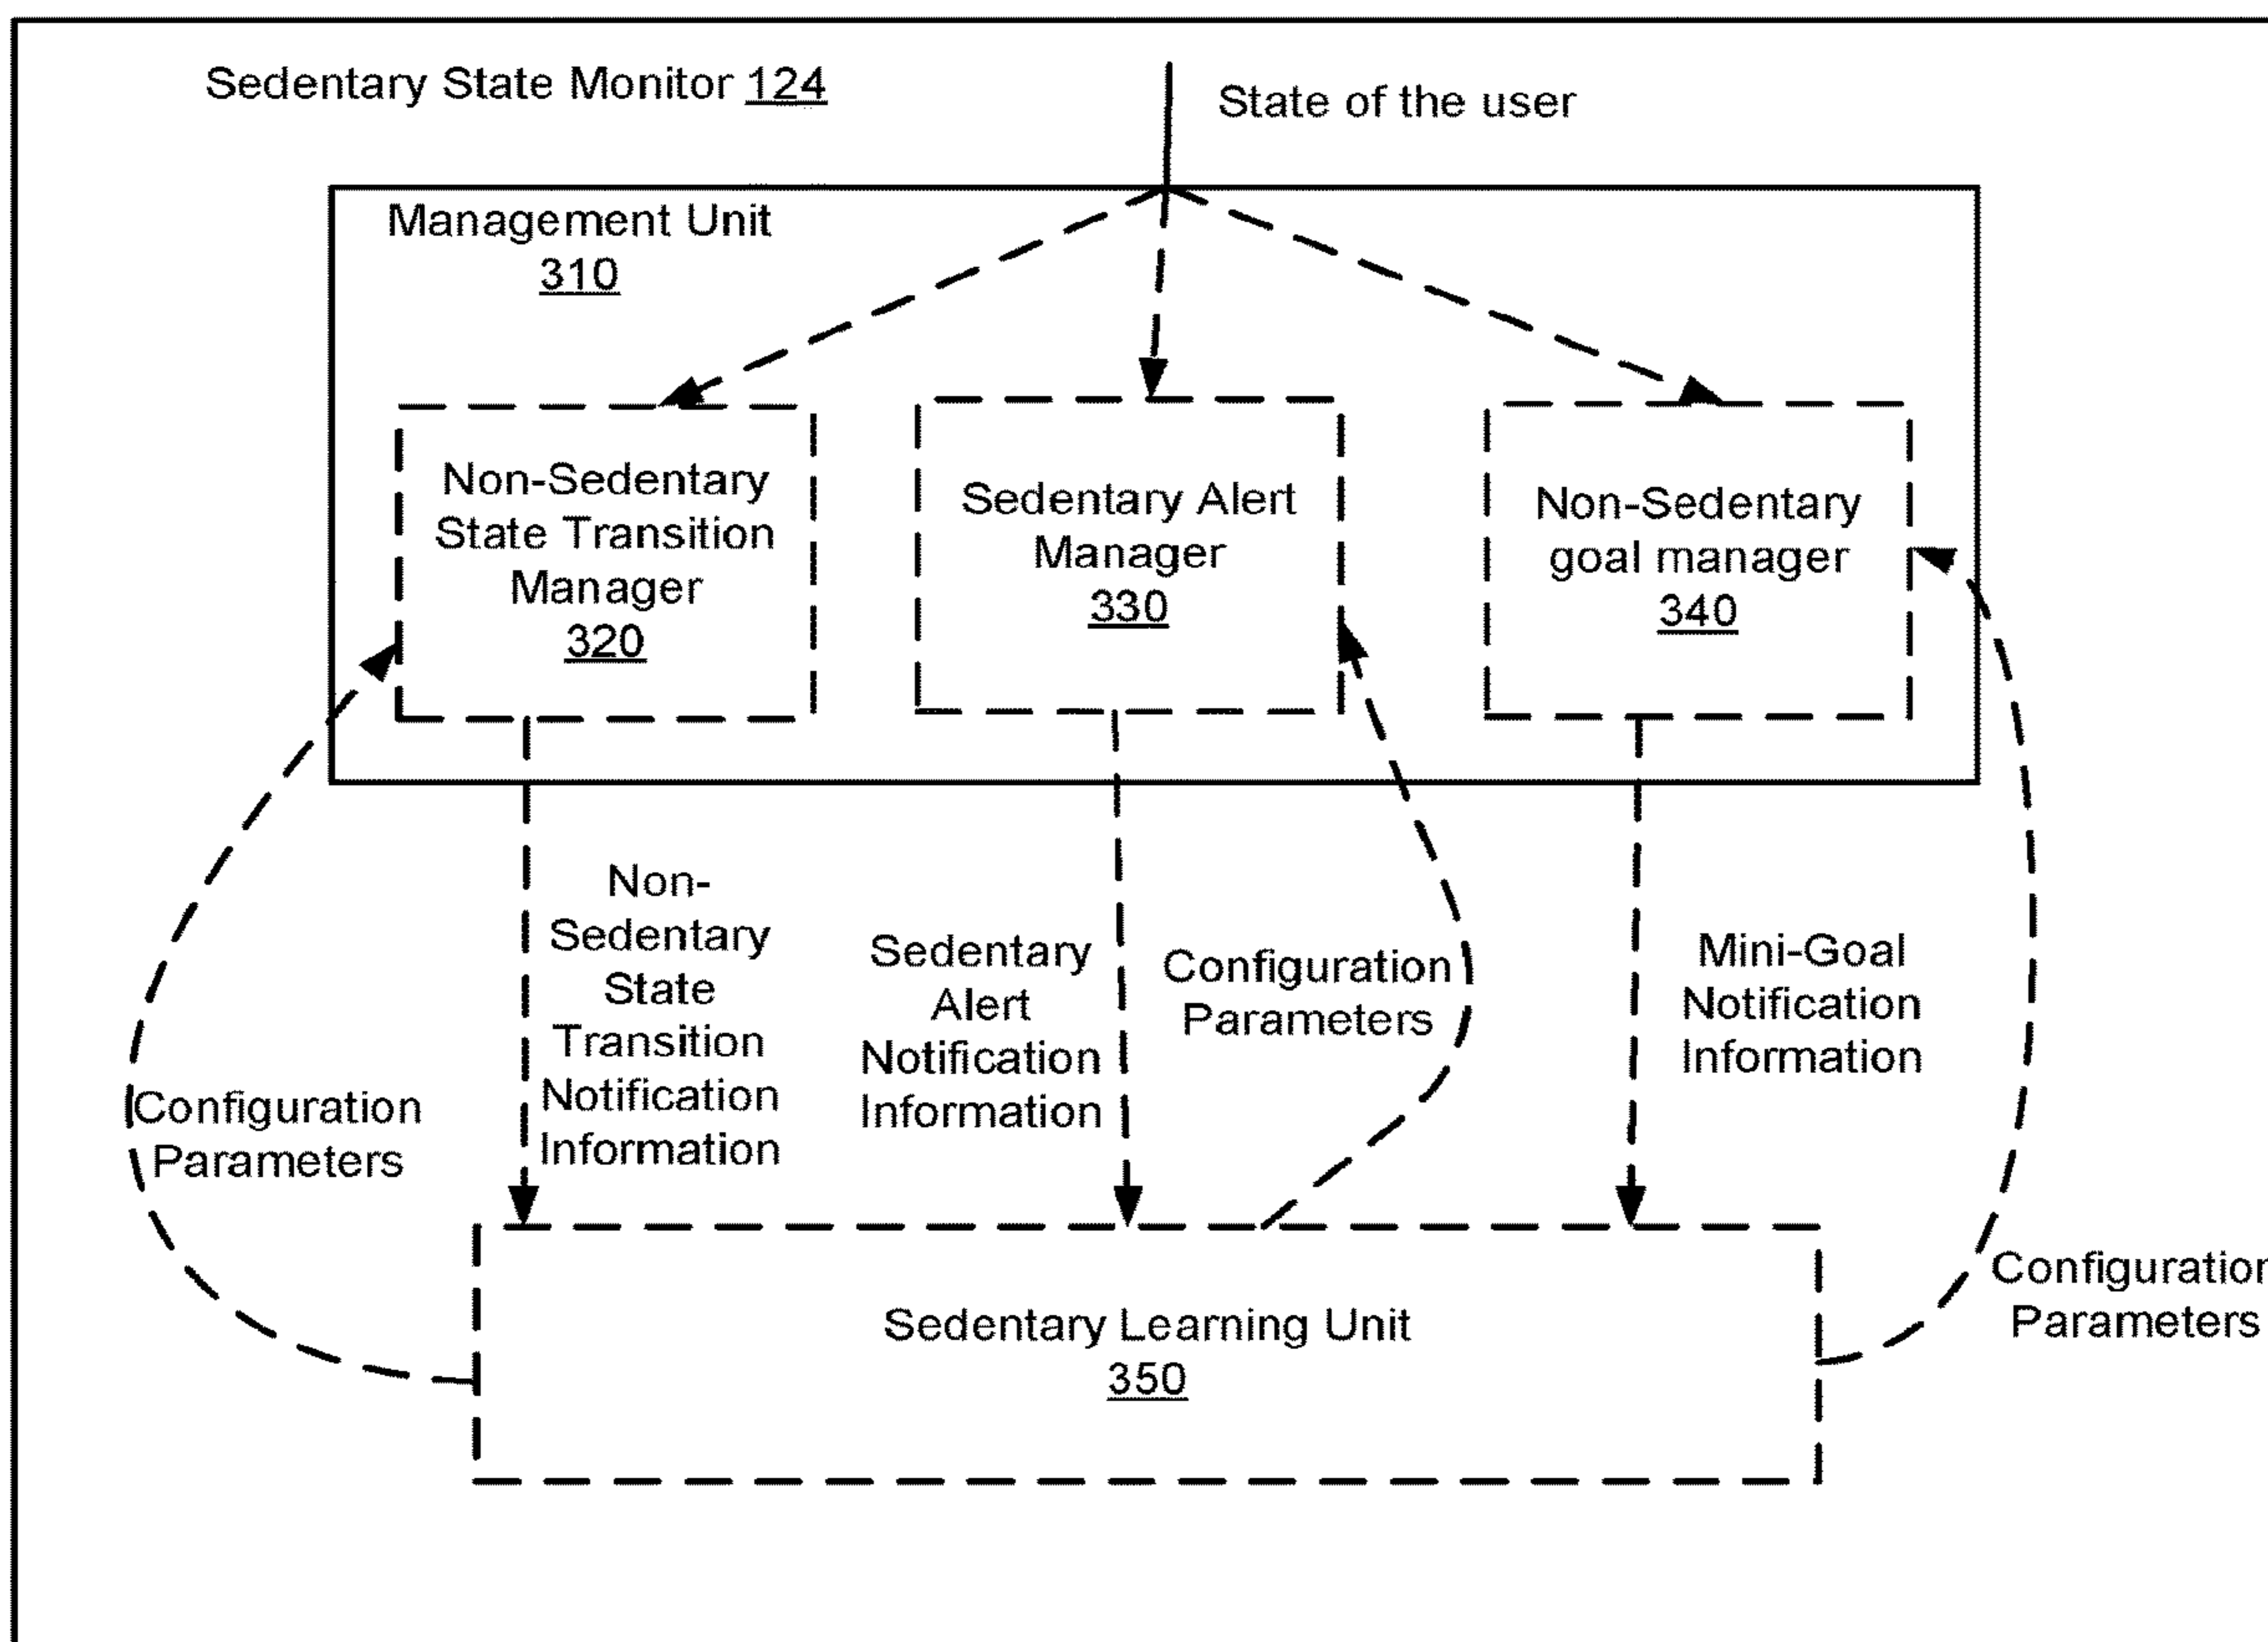 Sedentary State Monitor 124
State of the user
Management Unit
310
Non-Sedentary
State Transition
Manager
320
Sedentary Alert
Manager
330
Non-Sedentary
goal manager
340
Non-
Sedentary
State
Transition
Notification
Information
Sedentary
Alert
Notification
Information
Configuration
Parameters
Mini-Goal
Notification
Information
Configuration
Parameters
Configuration
Parameters
Sedentary Learning Unit
350